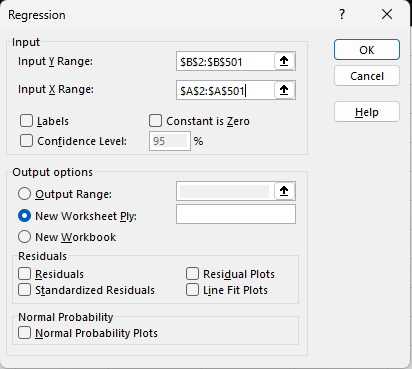 Regression ? ×
Input
Input Y Range: $B$2:$B$501 OK
Cancel
Input X Range: $A$2:$A$501
Help
Labels Constant is Zero
Confidence Level: 95 %
Output options
Output Range:
New Worksheet Ply:
New Workbook
Residuals
Residuals Residual Plots
Standardized Residuals Line Fit Plots
Normal Probability
Normal Probability Plots